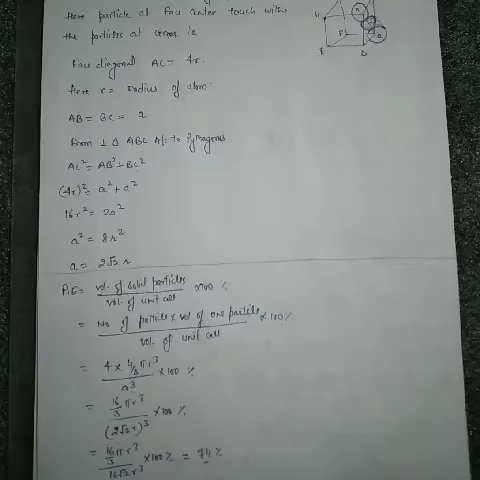 Here particle at face center touch with
the particles at corner ie
Face diagonal AC = 4r.
Here r = radius of atom
AB = BC = a
From ⊥ Δ ABC A/c to Pythagoras
AC² = AB² + BC²
(4r)² = a² + a²
16r² = 2a²
a² = 8r²
a = 2√2 r
P.E = vol. of solid particles / vol. of unit cell × 100 %
= No of particle × vol of one particle / vol. of unit cell × 100 %
= 4 × 4/3 πr³ / a³ × 100 %
= 16/3 πr³ / (2√2 r)³ × 100 %
= 16/3 πr³ / 16√2 r³ × 100 % = 74 %